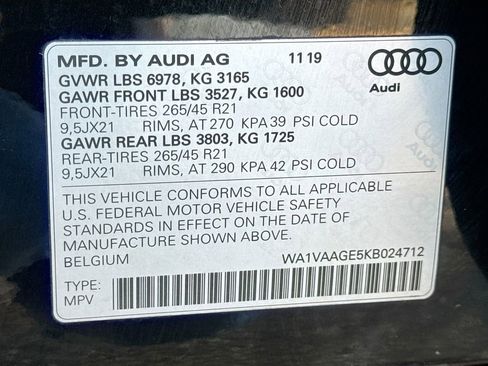 MFD. BY AUDI AG 11 19
GVWR LBS 6978, KG 3165
GAWR FRONT LBS 3527, KG 1600
FRONT-TIRES 265/45 R21
9,5JX21 RIMS, AT 270 KPA 39 PSI COLD
GAWR REAR LBS 3803, KG 1725
REAR-TIRES 265/45 R21
9,5JX21 RIMS, AT 290 KPA 42 PSI COLD
Audi
THIS VEHICLE CONFORMS TO ALL APPLICABLE
U.S. FEDERAL MOTOR VEHICLE SAFETY
STANDARDS IN EFFECT ON THE DATE OF
MANUFACTURE SHOWN ABOVE.
BELGIUM WA1VAAGE5KB024712
TYPE:
MPV